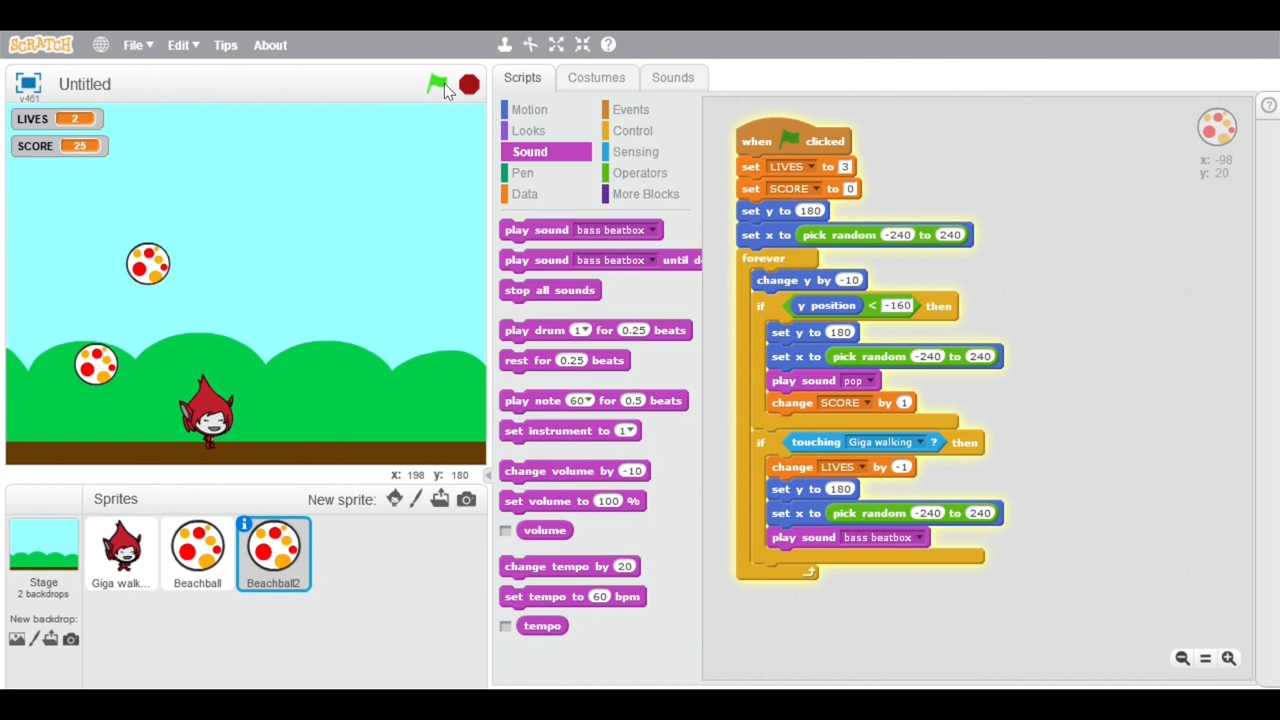 SCRATCH
File Edit Tips About
Untitled
v461
LIVES 2
SCORE 25
x: 198 y: 180
Sprites New sprite:
Stage
2 backdrops
New backdrop:
Giga walk... Beachball Beachball2
Scripts Costumes Sounds
Motion Events
Looks Control
Sound Sensing
Pen Operators
Data More Blocks
play sound bass beatbox
play sound bass beatbox until d
stop all sounds
play drum 1 for 0.25 beats
rest for 0.25 beats
play note 60 for 0.5 beats
set instrument to 1
change volume by -10
set volume to 100 %
volume
change tempo by 20
set tempo to 60 bpm
tempo
when clicked
set LIVES to 3
set SCORE to 0
set y to 180
set x to pick random -240 to 240
forever
change y by -10
if y position < -160 then
set y to 180
set x to pick random -240 to 240
play sound pop
change SCORE by 1
if touching Giga walking ? then
change LIVES by -1
set y to 180
set x to pick random -240 to 240
play sound bass beatbox
x: -98
y: 20